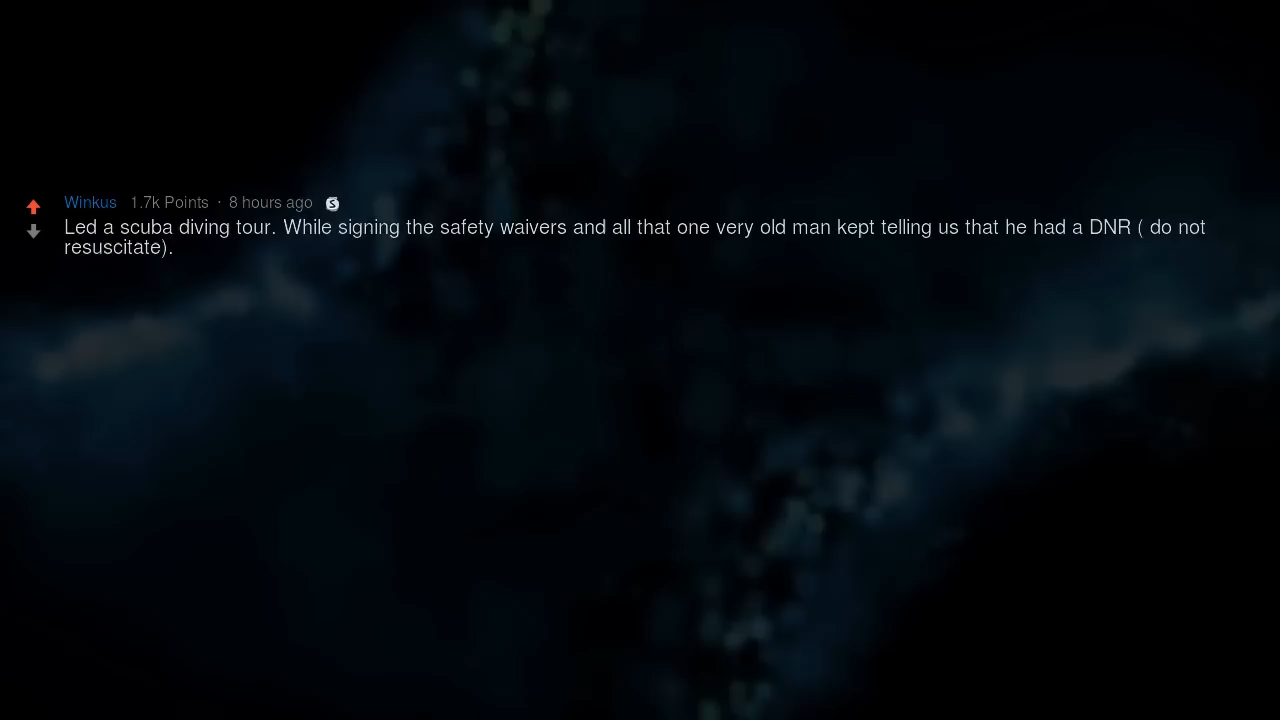 Winkus 1.7k Points · 8 hours ago
Led a scuba diving tour. While signing the safety waivers and all that one very old man kept telling us that he had a DNR ( do not
resuscitate).